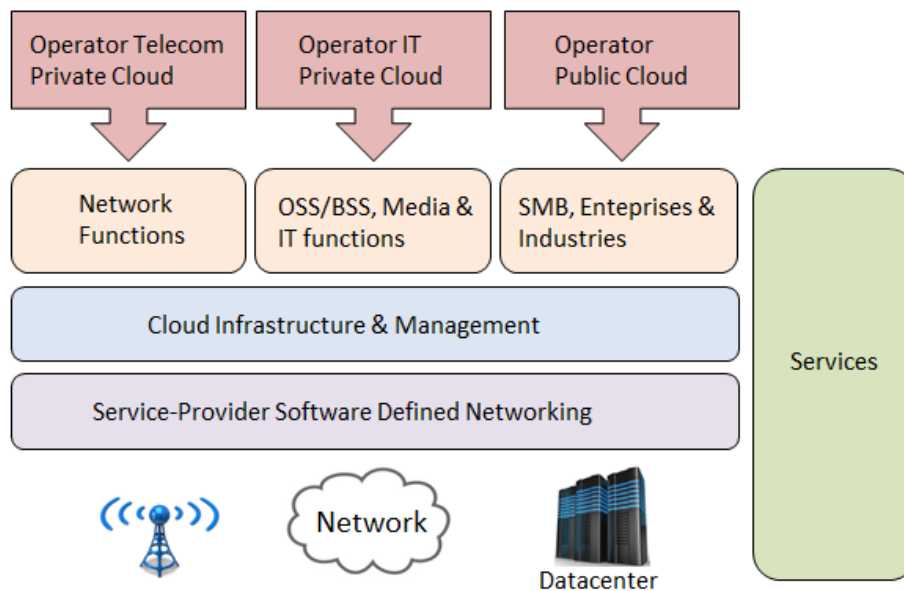 Operator Telecom
Private Cloud
Operator IT
Private Cloud
Operator
Public Cloud
Network
Functions
OSS/BSS, Media &
IT functions
SMB, Enteprises &
Industries
Cloud Infrastructure & Management
Services
Service-Provider Software Defined Networking
Network
Datacenter